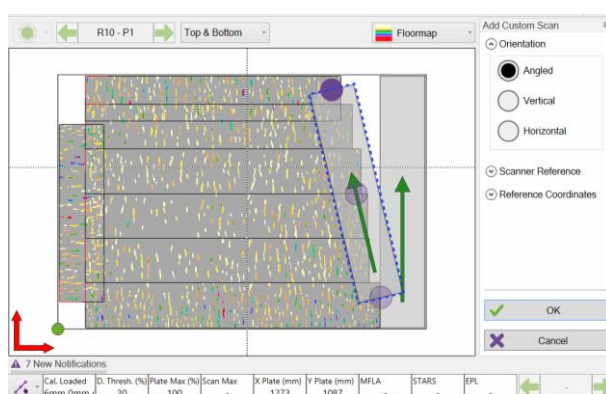 R10 - P1
Top & Bottom
Floormap
Add Custom Scan
Orientation
Angled
Vertical
Horizontal
Scanner Reference
Reference Coordinates
OK
Cancel
7 New Notifications
Cal. Loaded D. Thresh. (%) Plate Max (%) Scan Max X Plate (mm) Y Plate (mm) MFLA STARS EPL
6mm 0mm 20 100 - 1273 1087 - - -